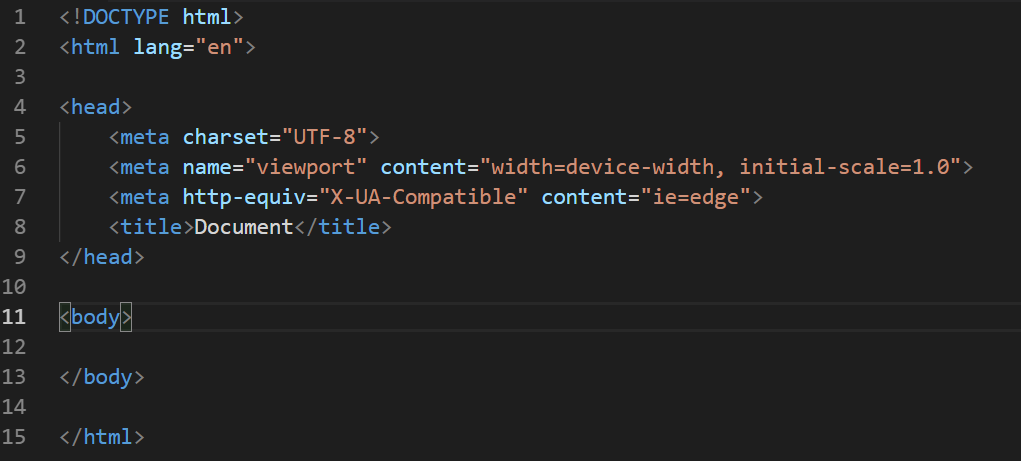 1 <!DOCTYPE html>
2 <html lang="en">
3
4 <head>
5     <meta charset="UTF-8">
6     <meta name="viewport" content="width=device-width, initial-scale=1.0">
7     <meta http-equiv="X-UA-Compatible" content="ie=edge">
8     <title>Document</title>
9 </head>
10
11 <body>
12
13 </body>
14
15 </html>